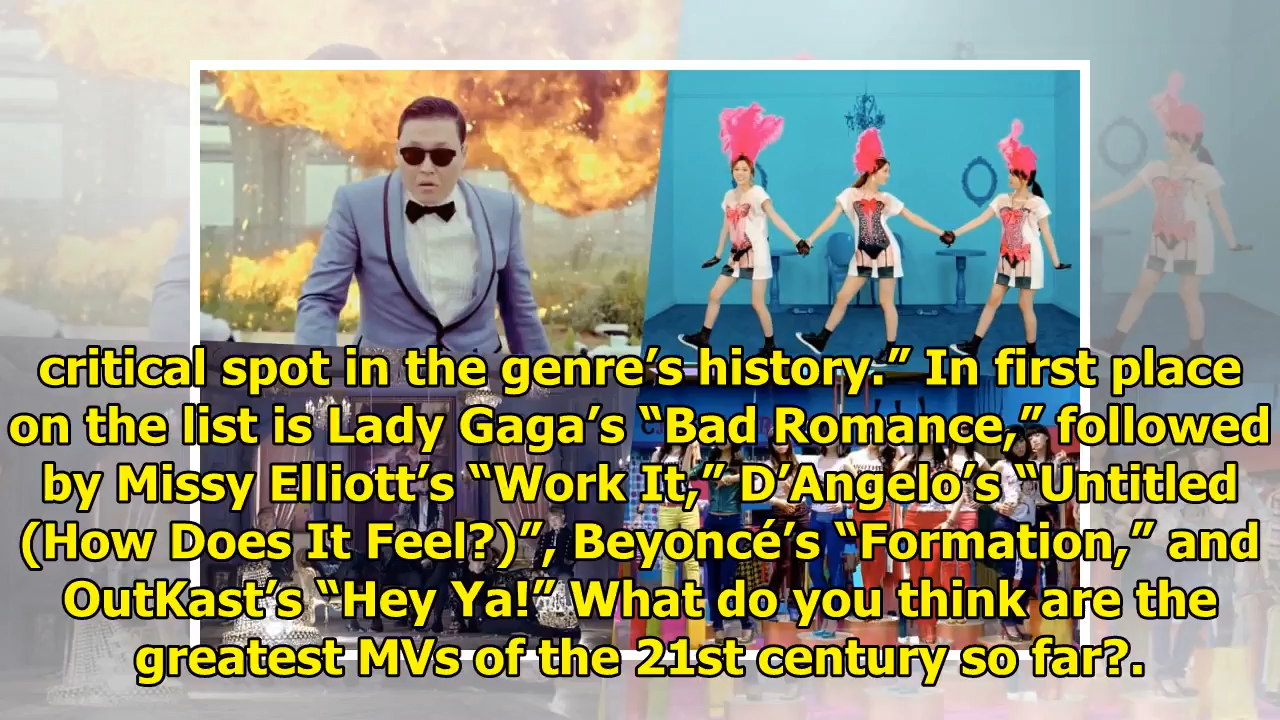 critical spot in the genre’s history.” In first place
on the list is Lady Gaga’s “Bad Romance,” followed
by Missy Elliott’s “Work It,” D’Angelo’s “Untitled
(How Does It Feel?)”, Beyoncé’s “Formation,” and
OutKast’s “Hey Ya!” What do you think are the
greatest MVs of the 21st century so far?.